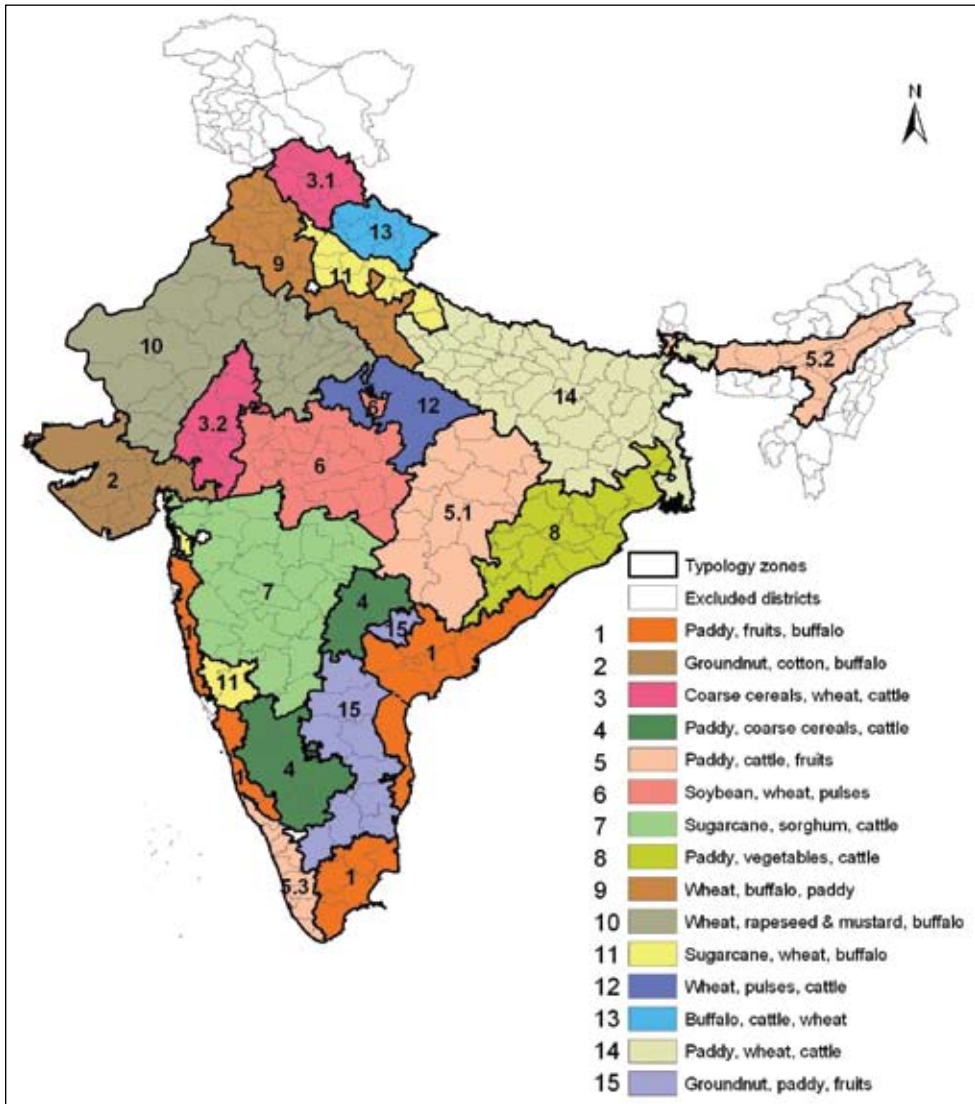 N
3.1
13
9
11
10
5.2
14
3.2
6
12
2
6
5.1
8
7
4
15
1
1
11
15
1
4
1
5.3
1
Typology zones
Excluded districts
1 Paddy, fruits, buffalo
2 Groundnut, cotton, buffalo
3 Coarse cereals, wheat, cattle
4 Paddy, coarse cereals, cattle
5 Paddy, cattle, fruits
6 Soybean, wheat, pulses
7 Sugarcane, sorghum, cattle
8 Paddy, vegetables, cattle
9 Wheat, buffalo, paddy
10 Wheat, rapeseed & mustard, buffalo
11 Sugarcane, wheat, buffalo
12 Wheat, pulses, cattle
13 Buffalo, cattle, wheat
14 Paddy, wheat, cattle
15 Groundnut, paddy, fruits